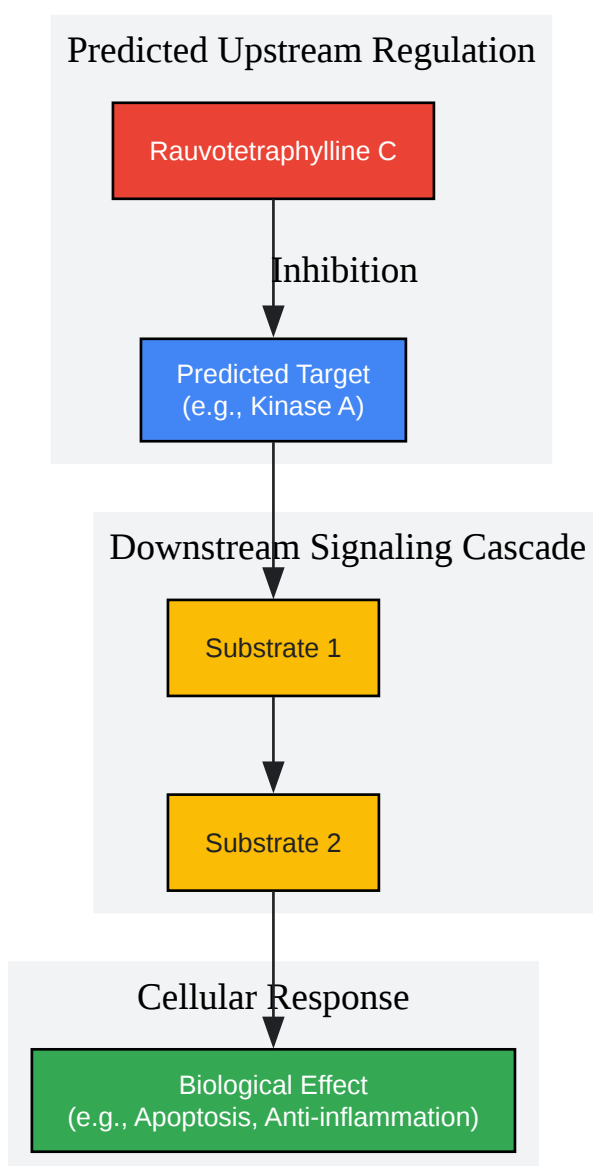 Predicted Upstream Regulation
Rauvotetraphylline C
Inhibition
Predicted Target
(e.g., Kinase A)
Downstream Signaling Cascade
Substrate 1
Substrate 2
Cellular Response
Biological Effect
(e.g., Apoptosis, Anti-inflammation)